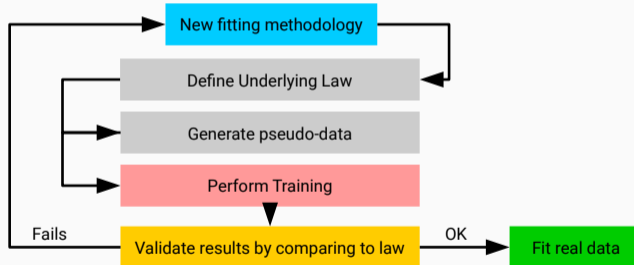 New fitting methodology
Define Underlying Law
Generate pseudo-data
Perform Training
Fails
Validate results by comparing to law
OK
Fit real data